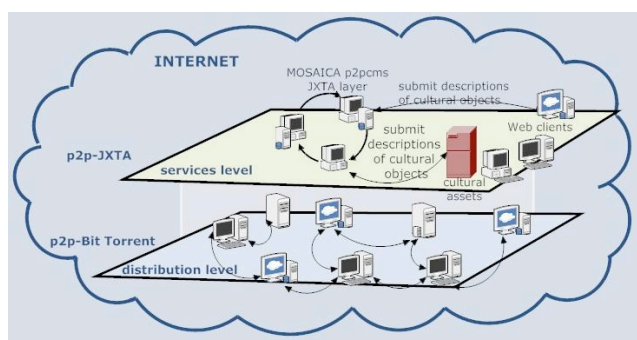 INTERNET
MOSAICA p2pcms
JXTA layer
submit descriptions
of cultural objects
Web clients
submit
descriptions
of cultural
objects
cultural
assets
p2p-JXTA
services level
p2p-Bit Torrent
distribution level